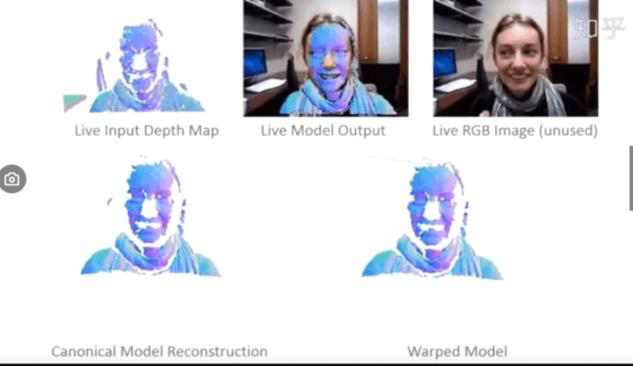 知乎
Live Input Depth Map
Live Model Output
Live RGB Image (unused)
Canonical Model Reconstruction
Warped Model